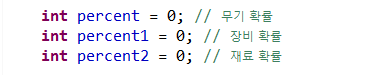 int percent = 0; // 무기 확률
int percent1 = 0; // 장비 확률
int percent2 = 0; // 재료 확률